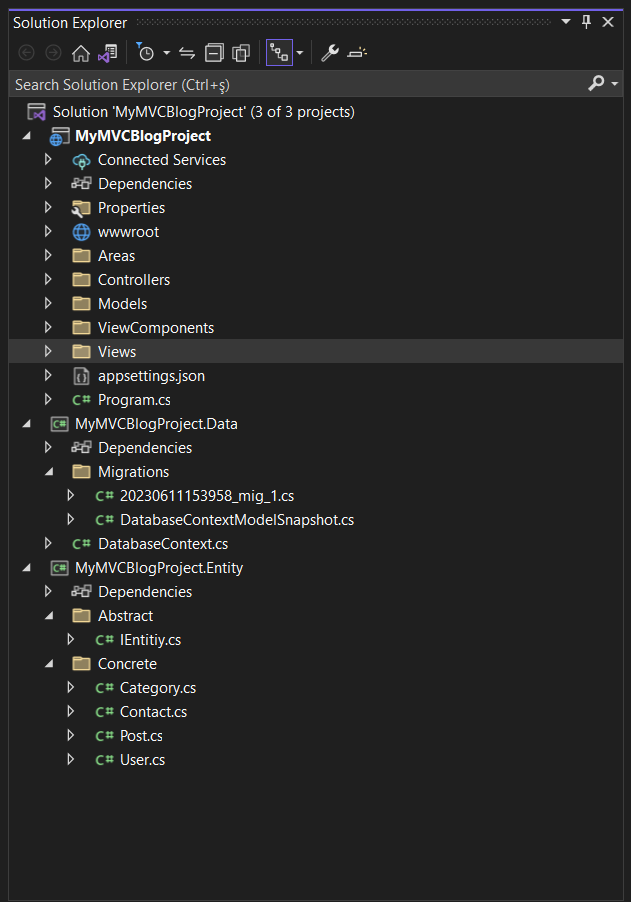 Solution Explorer
Search Solution Explorer (Ctrl+ş)
Solution 'MyMVCBlogProject' (3 of 3 projects)
MyMVCBlogProject
Connected Services
Dependencies
Properties
wwwroot
Areas
Controllers
Models
ViewComponents
Views
appsettings.json
C# Program.cs
C# MyMVCBlogProject.Data
Dependencies
Migrations
C# 20230611153958_mig_1.cs
C# DatabaseContextModelSnapshot.cs
C# DatabaseContext.cs
C# MyMVCBlogProject.Entity
Dependencies
Abstract
C# IEntitiy.cs
Concrete
C# Category.cs
C# Contact.cs
C# Post.cs
C# User.cs